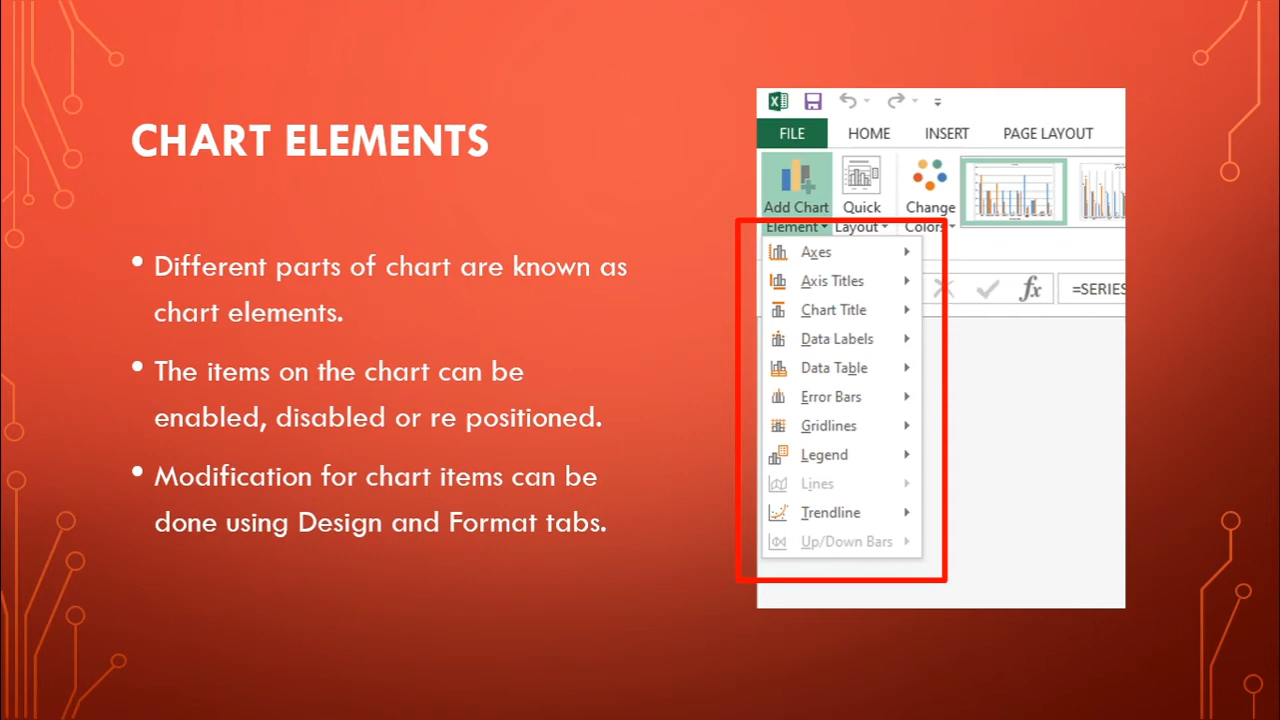 CHART ELEMENTS
• Different parts of chart are known as
chart elements.
• The items on the chart can be
enabled, disabled or re positioned.
• Modification for chart items can be
done using Design and Format tabs.
FILE HOME INSERT PAGE LAYOUT
Add Chart Quick Change
Element Layout Colors
Axes
Axis Titles
fx =SERIES
Chart Title
Data Labels
Data Table
Error Bars
Gridlines
Legend
Lines
Trendline
Up/Down Bars